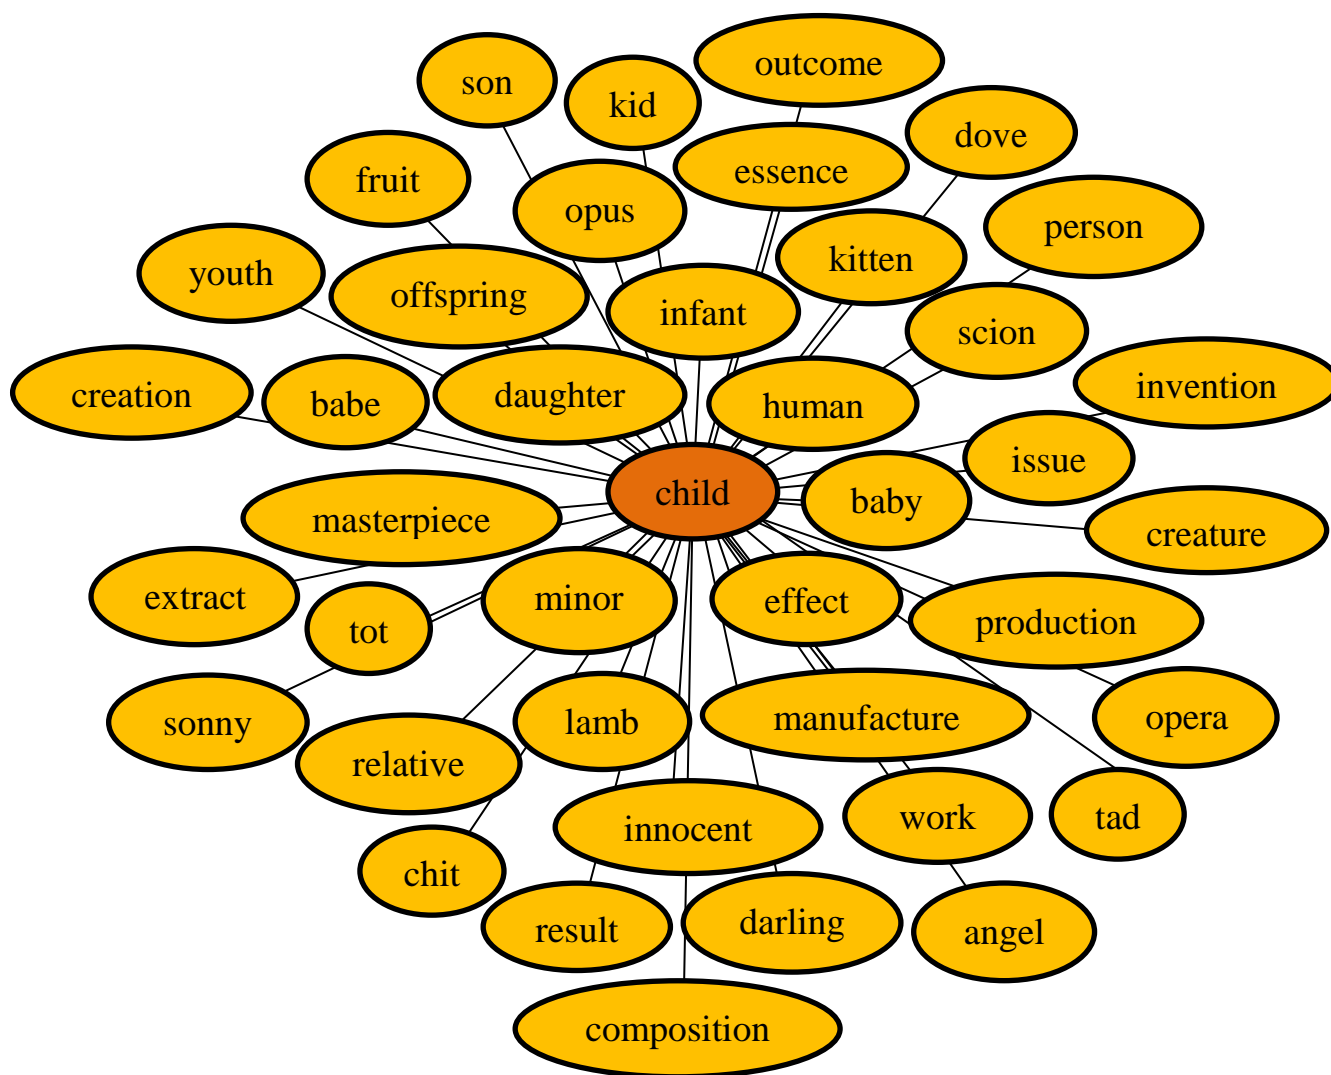 outcome
son
kid
dove
essence
fruit
opus
person
kitten
youth
offspring
infant
scion
invention
creation
babe
daughter
human
issue
child
baby
masterpiece
creature
extract
minor
effect
production
tot
sonny
lamb
manufacture
opera
relative
work
tad
innocent
chit
result
darling
angel
composition